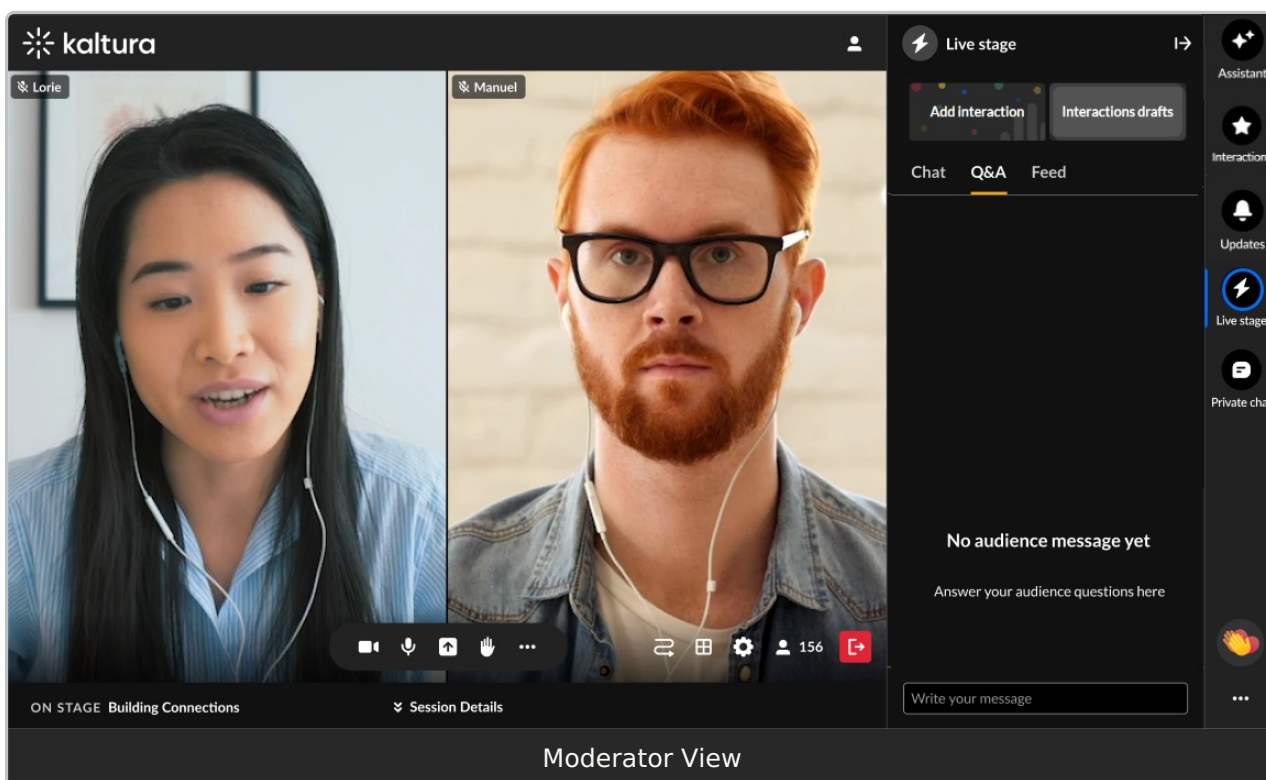 kaltura
Lorie
Manuel
Live stage
Add interaction
Interactions drafts
Chat Q&A Feed
No audience message yet
Answer your audience questions here
Write your message
156
ON STAGE Building Connections
Session Details
Assistant
Interaction
Updates
Live stage
Private cha
Moderator View